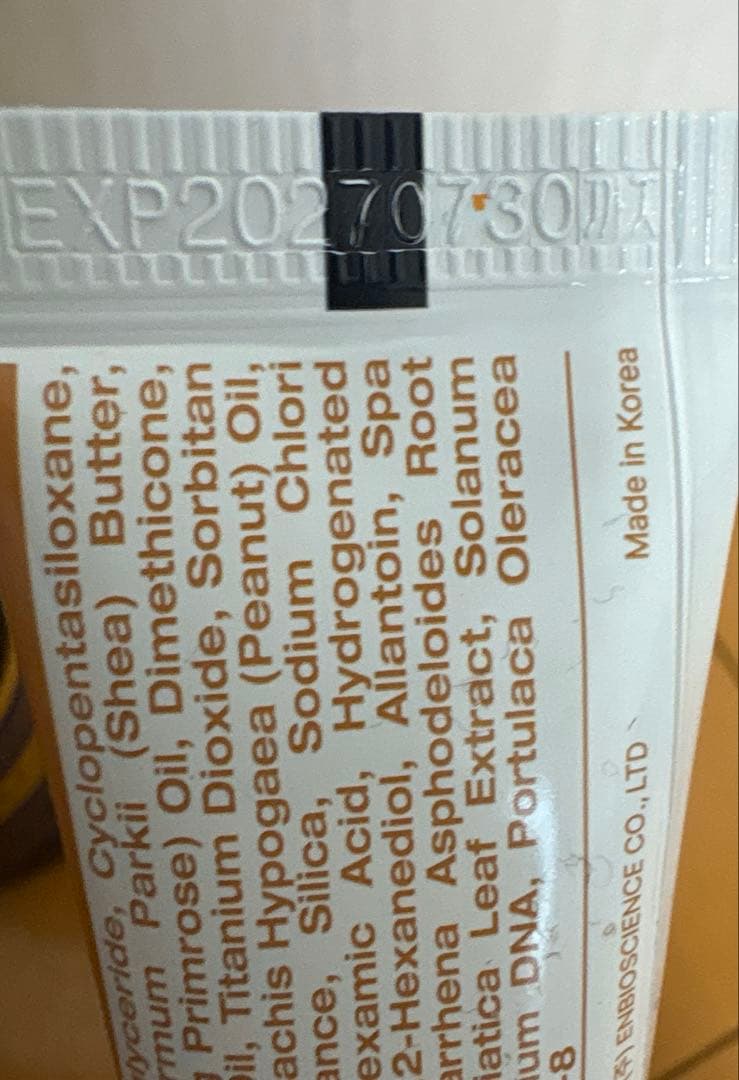 EXP20270730까지
lyceride, Cyclopentasiloxane,
rmum Parkii (Shea) Butter,
Primrose) Oil, Dimethicone,
Oil, Titanium Dioxide, Sorbitan
achis Hypogaea (Peanut) Oil,
ance, Silica, Sodium Chlori
examic Acid, Hydrogenated
2-Hexanediol, Allantoin, Spa
arrhena Asphodeloides Root
iatica Leaf Extract, Solanum
ium DNA, Portulaca Oleracea
-8
주) ENBIOSCIENCE CO., LTD Made in Korea